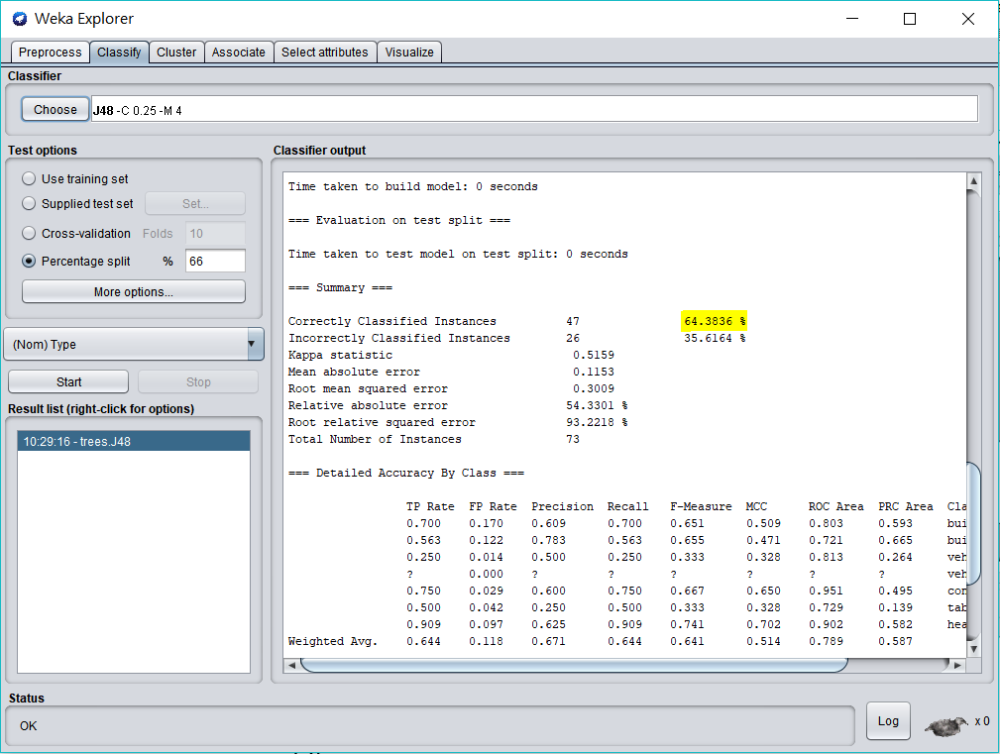 Weka Explorer
Preprocess Classify Cluster Associate Select attributes Visualize
Classifier
Choose J48 -C 0.25 -M 4
Test options
Use training set
Supplied test set Set...
Cross-validation Folds 10
Percentage split % 66
More options...
(Nom) Type
Start Stop
Result list (right-click for options)
10:29:16 - trees.J48
Classifier output
Time taken to build model: 0 seconds
=== Evaluation on test split ===
Time taken to test model on test split: 0 seconds
=== Summary ===
Correctly Classified Instances 47 64.3836 %
Incorrectly Classified Instances 26 35.6164 %
Kappa statistic 0.5159
Mean absolute error 0.1153
Root mean squared error 0.3009
Relative absolute error 54.3301 %
Root relative squared error 93.2218 %
Total Number of Instances 73
=== Detailed Accuracy By Class ===
TP Rate FP Rate Precision Recall F-Measure MCC ROC Area PRC Area Cla
0.700 0.170 0.609 0.700 0.651 0.509 0.803 0.593 bui
0.563 0.122 0.783 0.563 0.655 0.471 0.721 0.665 bui
0.250 0.014 0.500 0.250 0.333 0.328 0.813 0.264 veh
? 0.000 ? ? ? ? ? ? veh
0.750 0.029 0.600 0.750 0.667 0.650 0.951 0.495 con
0.500 0.042 0.250 0.500 0.333 0.328 0.729 0.139 tab
0.909 0.097 0.625 0.909 0.741 0.702 0.902 0.582 hea
Weighted Avg. 0.644 0.118 0.671 0.644 0.641 0.514 0.789 0.587
Status
OK
Log
x 0